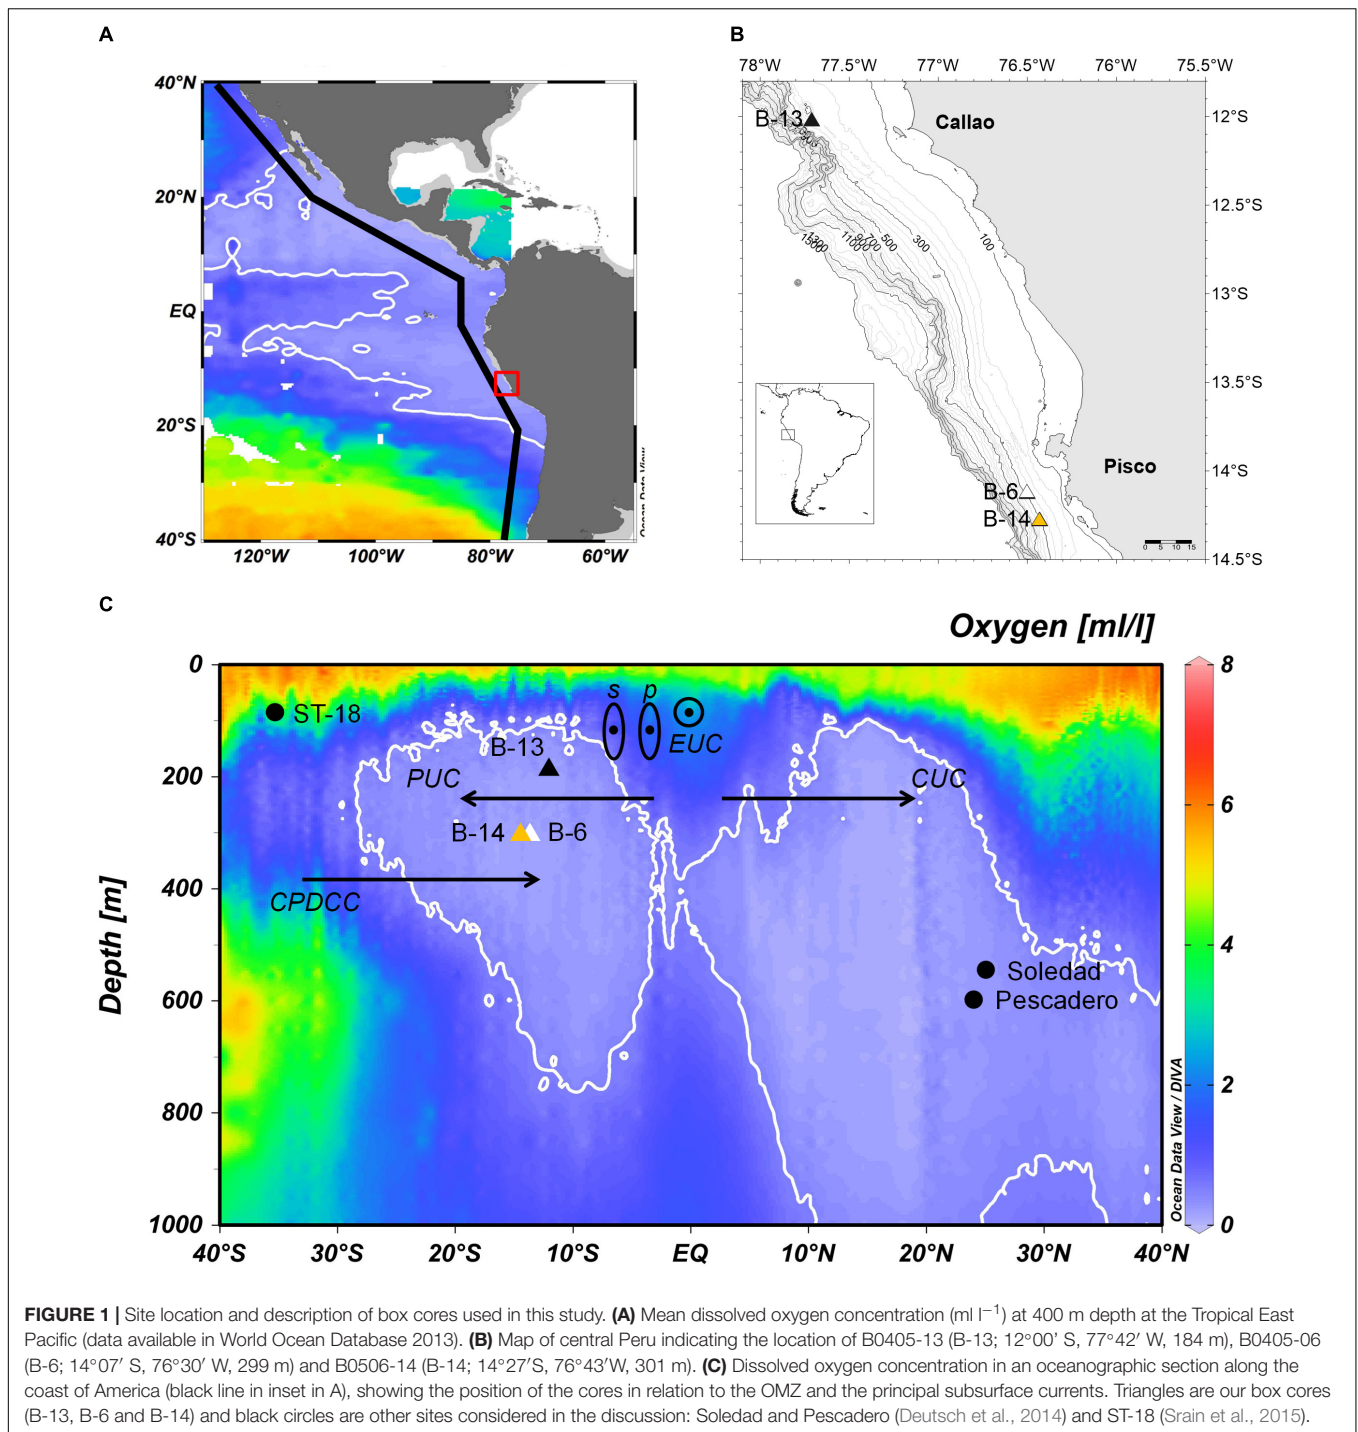 A
40°N
20°N
EQ
20°S
40°S
120°W 100°W 80°W 60°W
Ocean Data View
B
78°W 77.5°W 77°W 76.5°W 76°W 75.5°W
12°S
12.5°S
13°S
13.5°S
14°S
14.5°S
B-13
Callao
700 500 300 100
Pisco
B-6
B-14
0 5 10 15
C
Oxygen [ml/l]
0
200
400
600
800
1000
Depth [m]
40°S 30°S 20°S 10°S EQ 10°N 20°N 30°N 40°N
ST-18
s p
EUC
B-13
PUC
CUC
B-14 B-6
CPDCC
Soledad
Pescadero
Ocean Data View / DIVA
8
6
4
2
0
FIGURE 1 | Site location and description of box cores used in this study. (A) Mean dissolved oxygen concentration (ml l⁻¹) at 400 m depth at the Tropical East
Pacific (data available in World Ocean Database 2013). (B) Map of central Peru indicating the location of B0405-13 (B-13; 12°00' S, 77°42' W, 184 m), B0405-06
(B-6; 14°07' S, 76°30' W, 299 m) and B0506-14 (B-14; 14°27'S, 76°43'W, 301 m). (C) Dissolved oxygen concentration in an oceanographic section along the
coast of America (black line in inset in A), showing the position of the cores in relation to the OMZ and the principal subsurface currents. Triangles are our box cores
(B-13, B-6 and B-14) and black circles are other sites considered in the discussion: Soledad and Pescadero (Deutsch et al., 2014) and ST-18 (Srain et al., 2015).